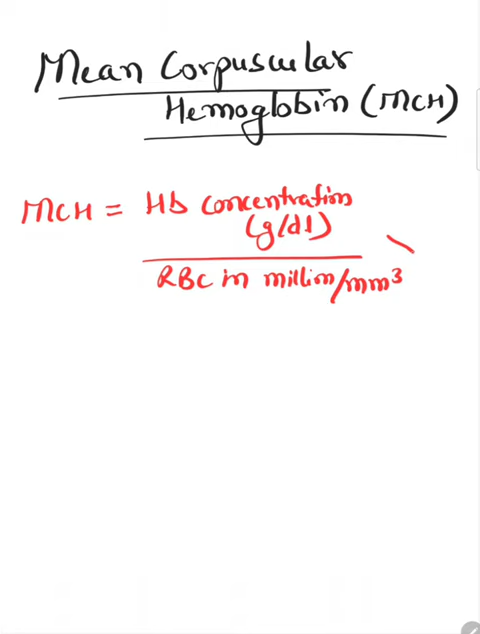 Mean Corpuscular
Hemoglobin (MCH)
MCH = Hb concentration
(g/dl)
RBC in million/mm³